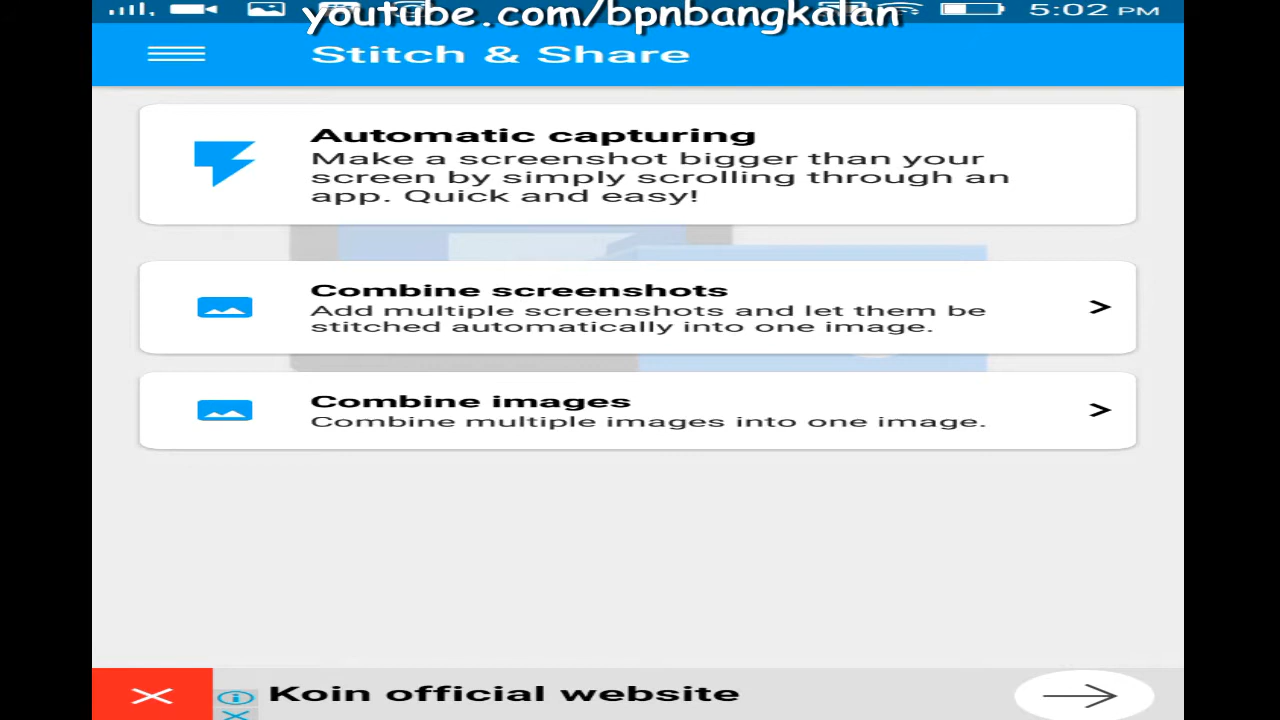 youtube.com/bpnbangkalan
5:02 PM
Stitch & Share
Automatic capturing
Make a screenshot bigger than your
screen by simply scrolling through an
app. Quick and easy!
Combine screenshots
Add multiple screenshots and let them be
stitched automatically into one image.
Combine images
Combine multiple images into one image.
Koin official website